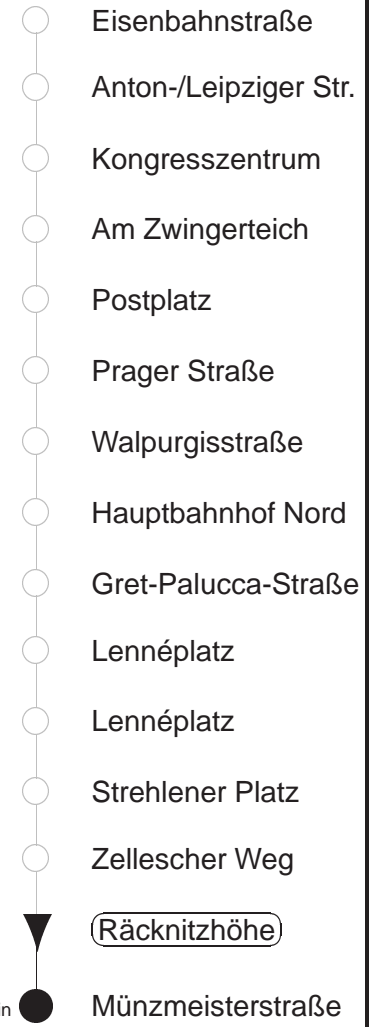 Eisenbahnstraße
Anton-/Leipziger Str.
Kongresszentrum
Am Zwingerteich
Postplatz
Prager Straße
Walpurgisstraße
Hauptbahnhof Nord
Gret-Palucca-Straße
Lennéplatz
Lennéplatz
Strehlener Platz
Zellescher Weg
Räcknitzhöhe
Münzmeisterstraße